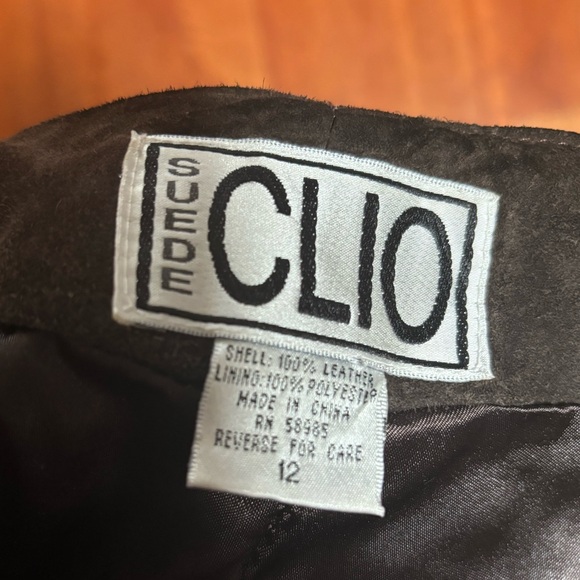 SUEDE
CLIO
SHELL: 100% LEATHER
LINING:100% POLYESTER
MADE IN CHINA
RN 58985
REVERSE FOR CARE
12